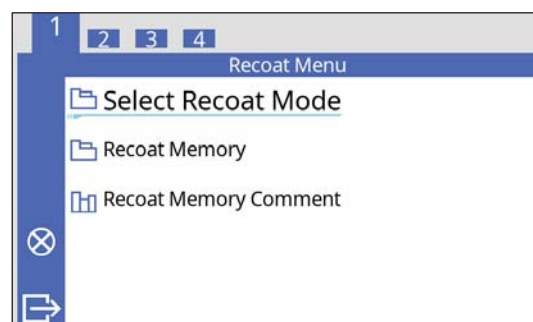 1
2 3 4
Recoat Menu
Select Recoat Mode
Recoat Memory
Recoat Memory Comment